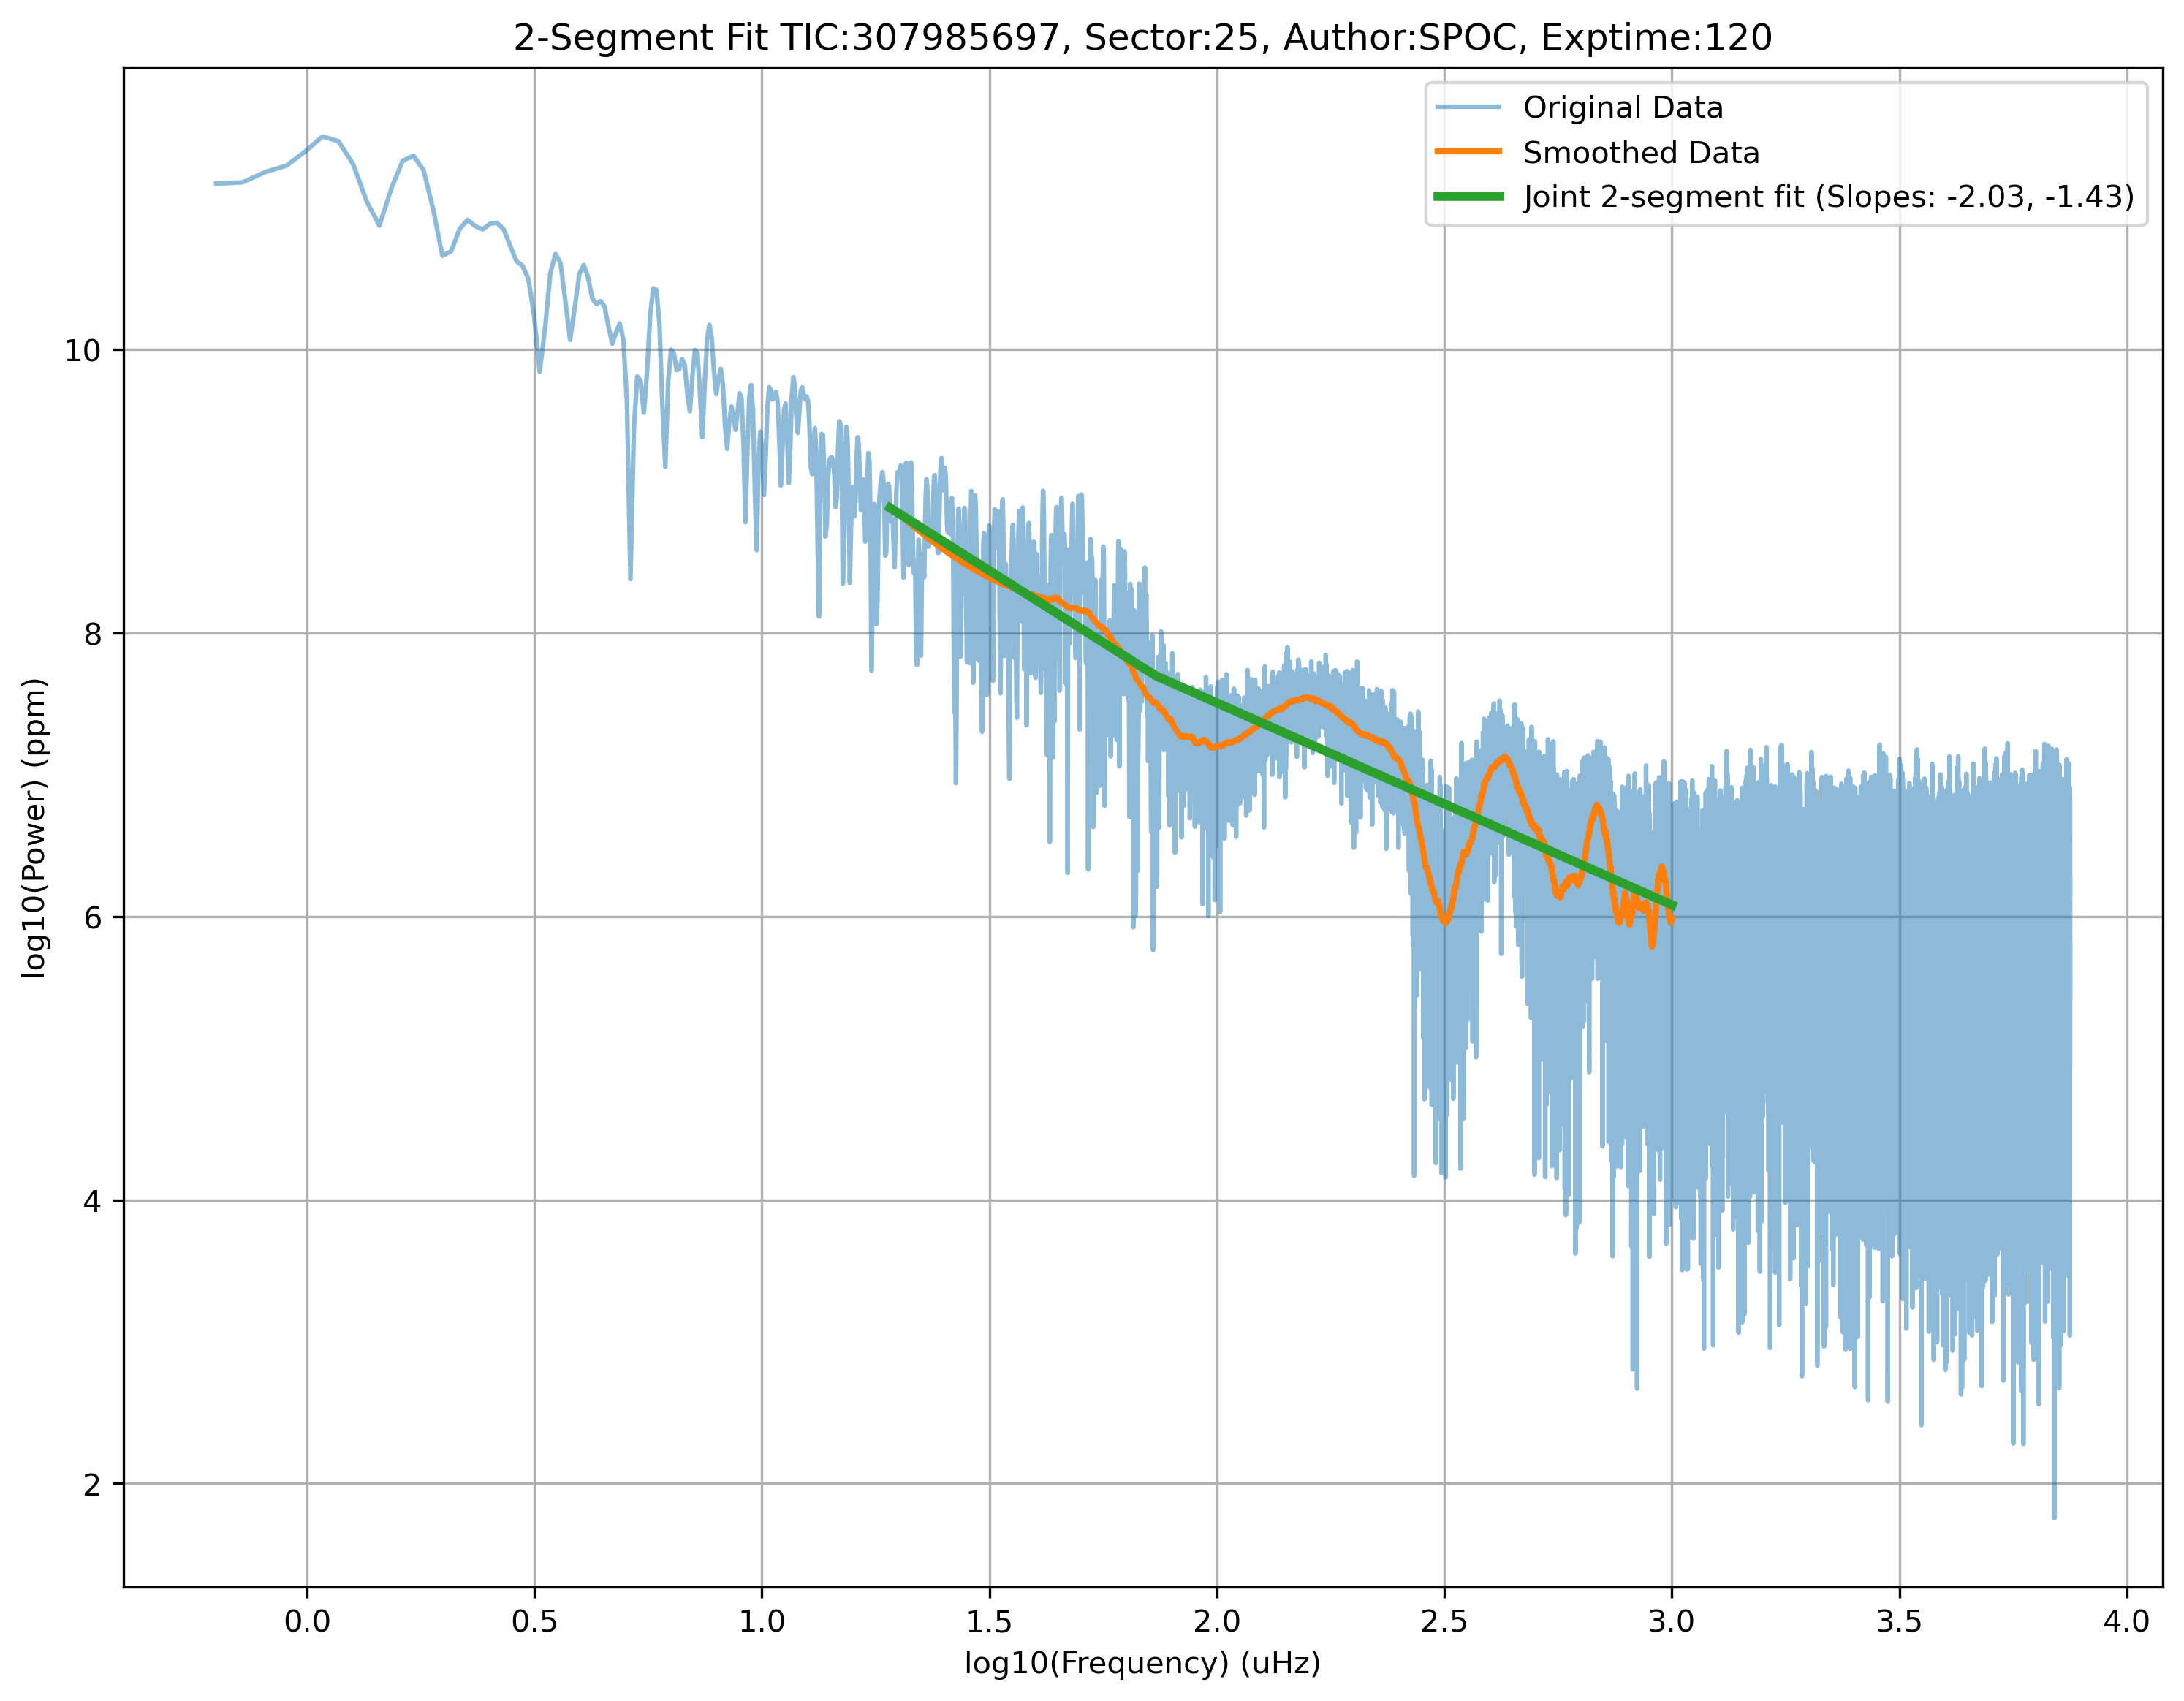 2-Segment Fit TIC:307985697, Sector:25, Author:SPOC, Exptime:120
Original Data
Smoothed Data
Joint 2-segment fit (Slopes: -2.03, -1.43)
log10(Power) (ppm)
10
8
6
4
2
0.0 0.5 1.0 1.5 2.0 2.5 3.0 3.5 4.0
log10(Frequency) (uHz)